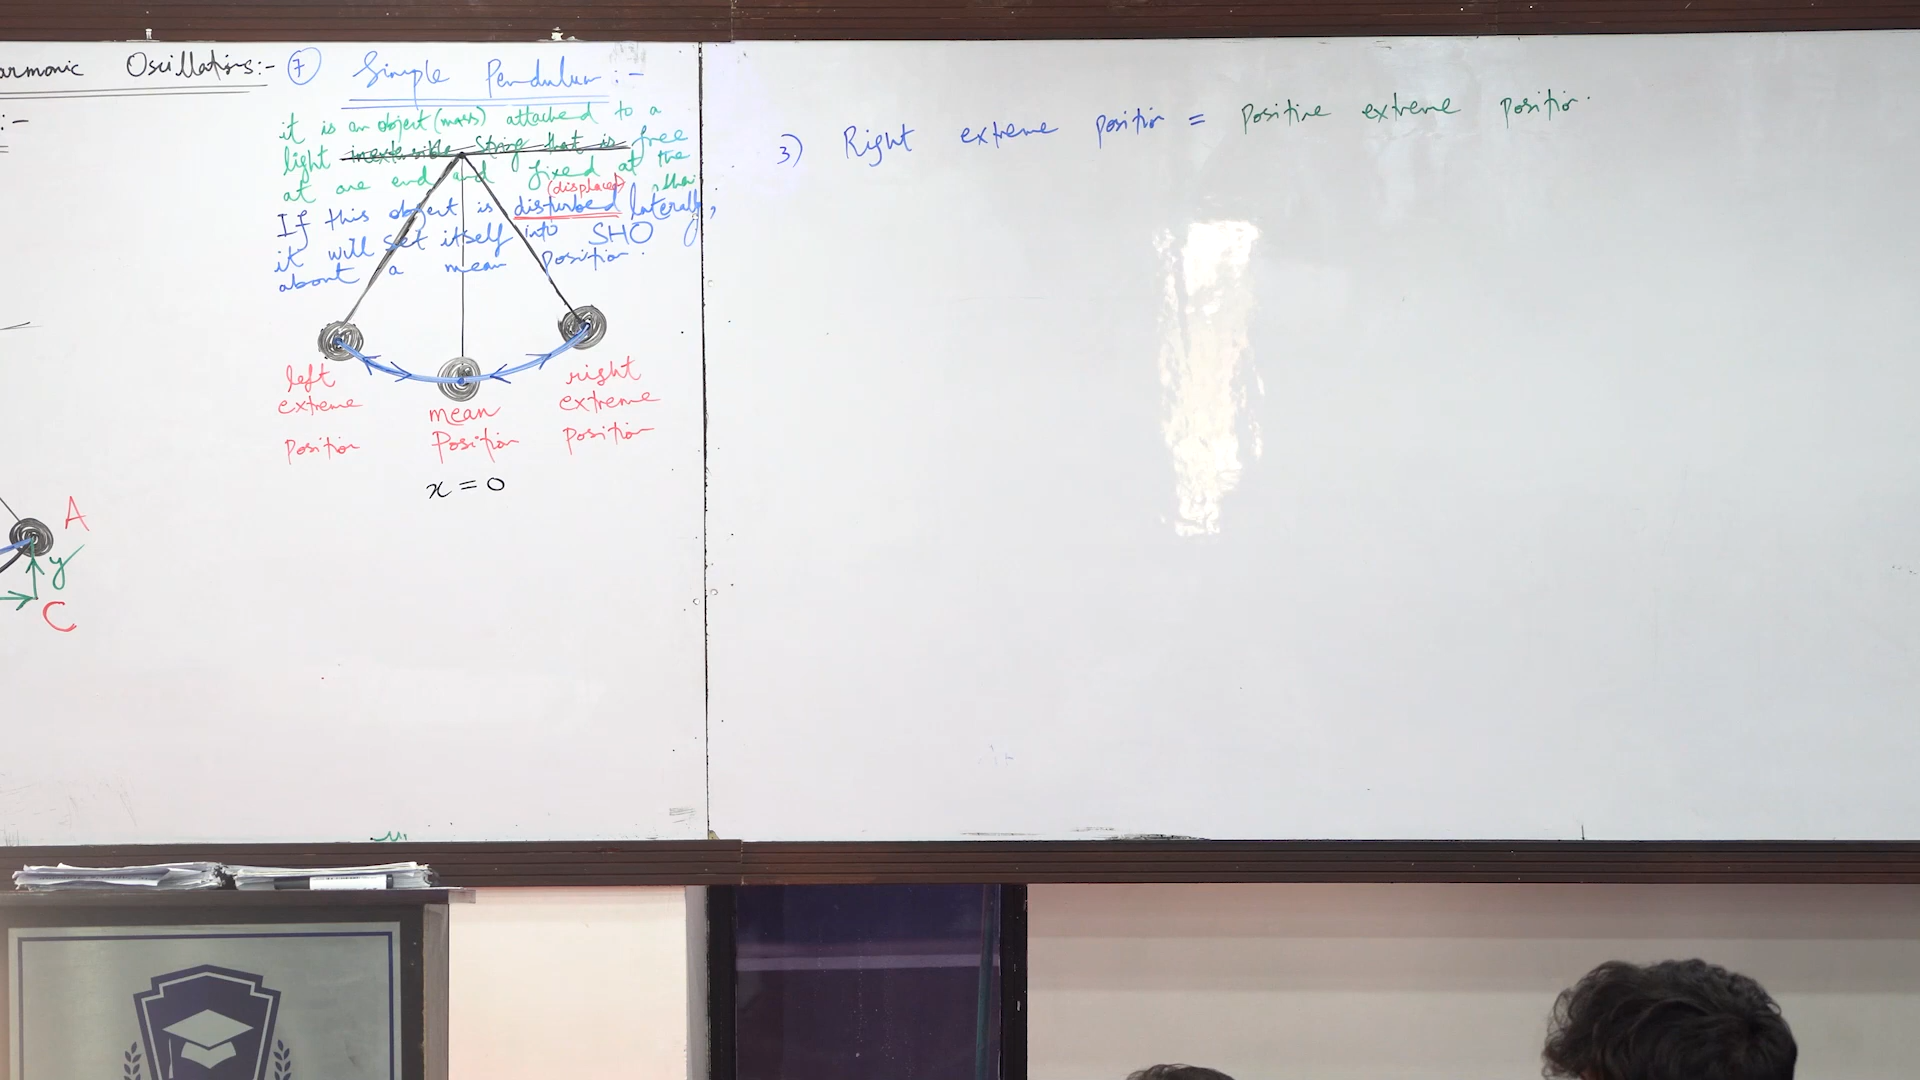 armonic Oscillations:-
:-
⑦ Simple Pendulum :-
it is an object (mass) attached to a
light inextensible string that is free
at one end and fixed at the
(displaced)
If this object is disturbed laterally,
it will set itself into SHO
about a mean position.
left extreme position
mean position
right extreme position
x = 0
A
y
C
3) Right extreme position = positive extreme position.